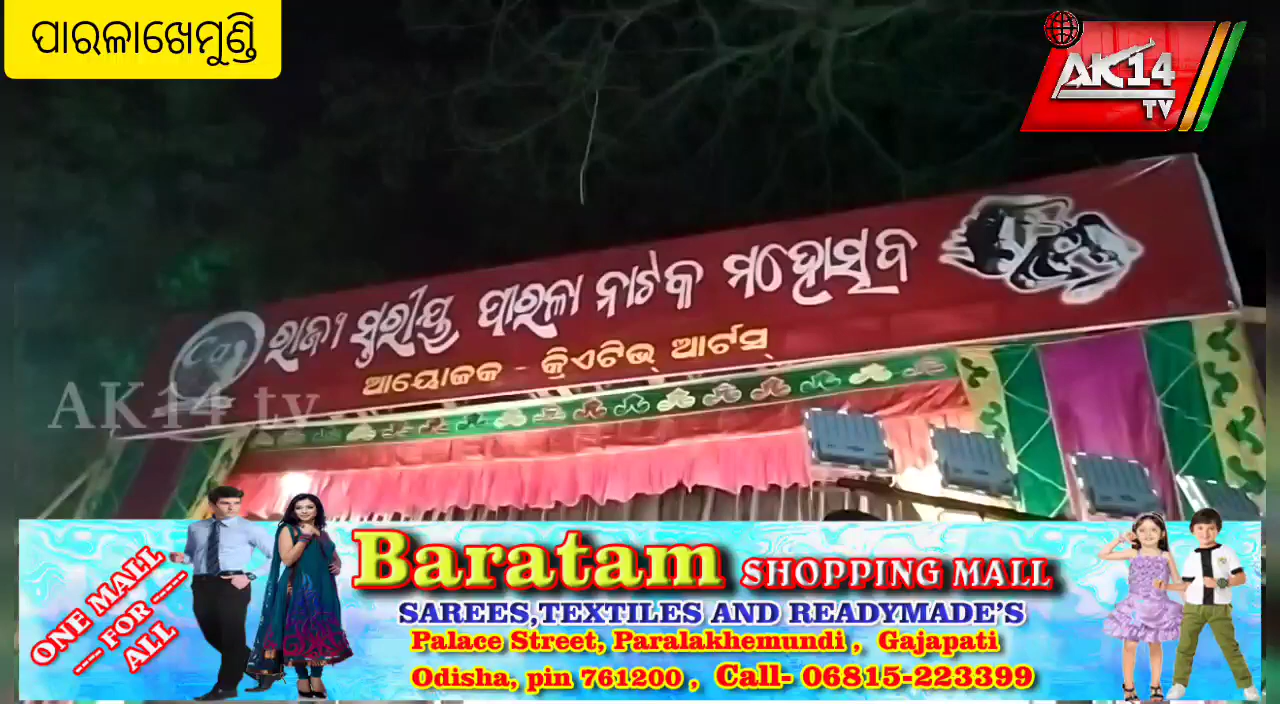 ପାରଳାଖେମୁଣ୍ଡି
AK14
TV
ରାଜ୍ୟ ସ୍ତରୀୟ ପାରଳା ନାଟକ ମହୋତ୍ସବ
ଆୟୋଜକ - କ୍ରିଏଟିଭ୍ ଆର୍ଟସ୍
AK14 tv
ONE MALL
---- FOR ----
ALL
Baratam SHOPPING MALL
SAREES,TEXTILES AND READYMADE'S
Palace Street, Paralakhemundi , Gajapati
Odisha, pin 761200 , Call- 06815-223399